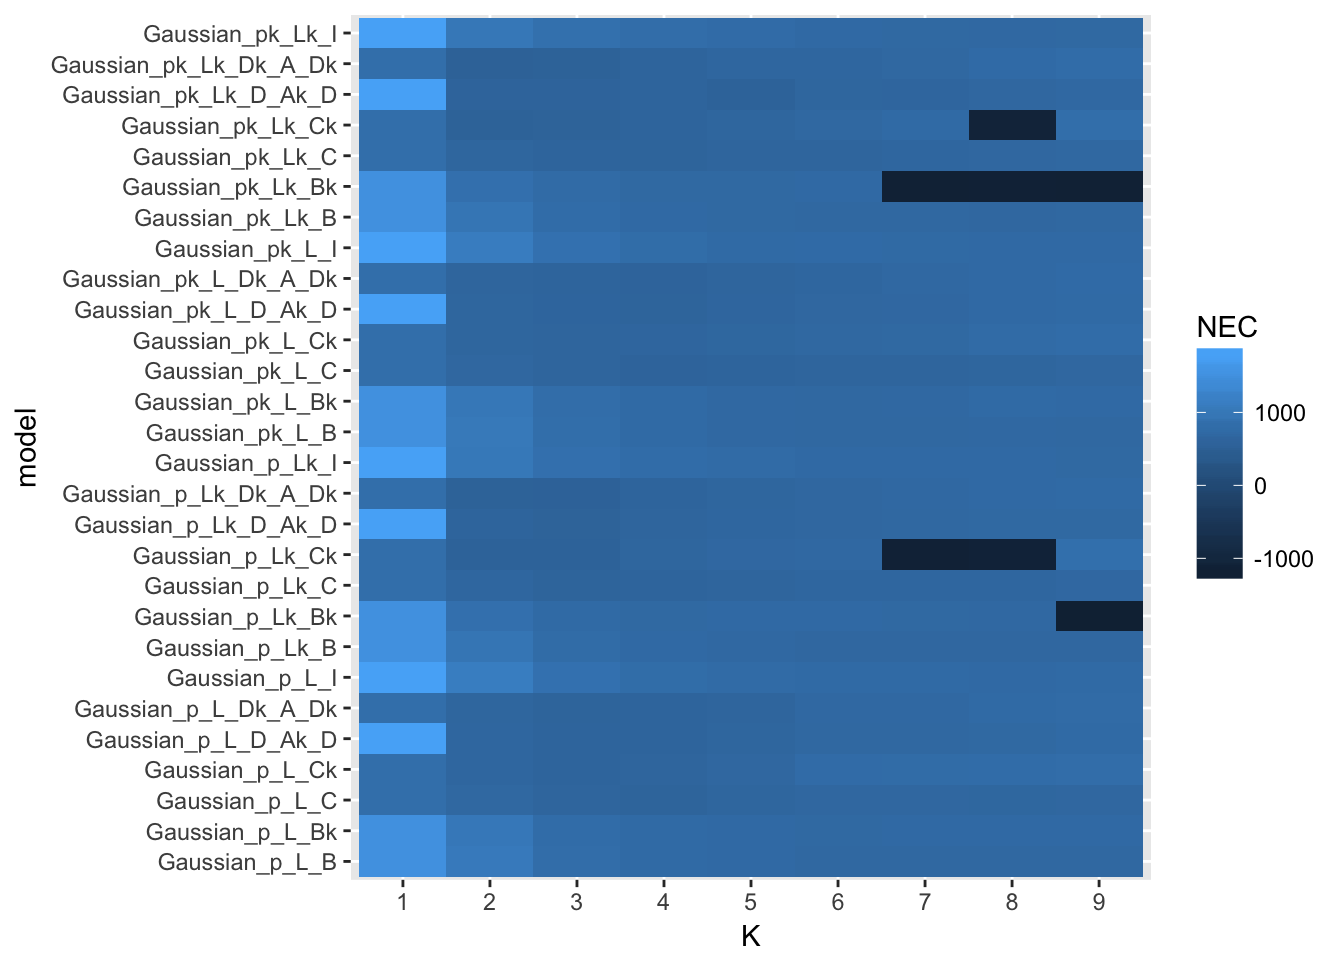 Gaussian_pk_Lk_I
Gaussian_pk_Lk_Dk_A_Dk
Gaussian_pk_Lk_D_Ak_D
Gaussian_pk_Lk_Ck
Gaussian_pk_Lk_C
Gaussian_pk_Lk_Bk
Gaussian_pk_Lk_B
Gaussian_pk_L_I
Gaussian_pk_L_Dk_A_Dk
Gaussian_pk_L_D_Ak_D
Gaussian_pk_L_Ck
Gaussian_pk_L_C
Gaussian_pk_L_Bk
Gaussian_pk_L_B
Gaussian_p_Lk_I
Gaussian_p_Lk_Dk_A_Dk
Gaussian_p_Lk_D_Ak_D
Gaussian_p_Lk_Ck
Gaussian_p_Lk_C
Gaussian_p_Lk_Bk
Gaussian_p_Lk_B
Gaussian_p_L_I
Gaussian_p_L_Dk_A_Dk
Gaussian_p_L_D_Ak_D
Gaussian_p_L_Ck
Gaussian_p_L_C
Gaussian_p_L_Bk
Gaussian_p_L_B
model
1 2 3 4 5 6 7 8 9
K
NEC
1000
0
-1000